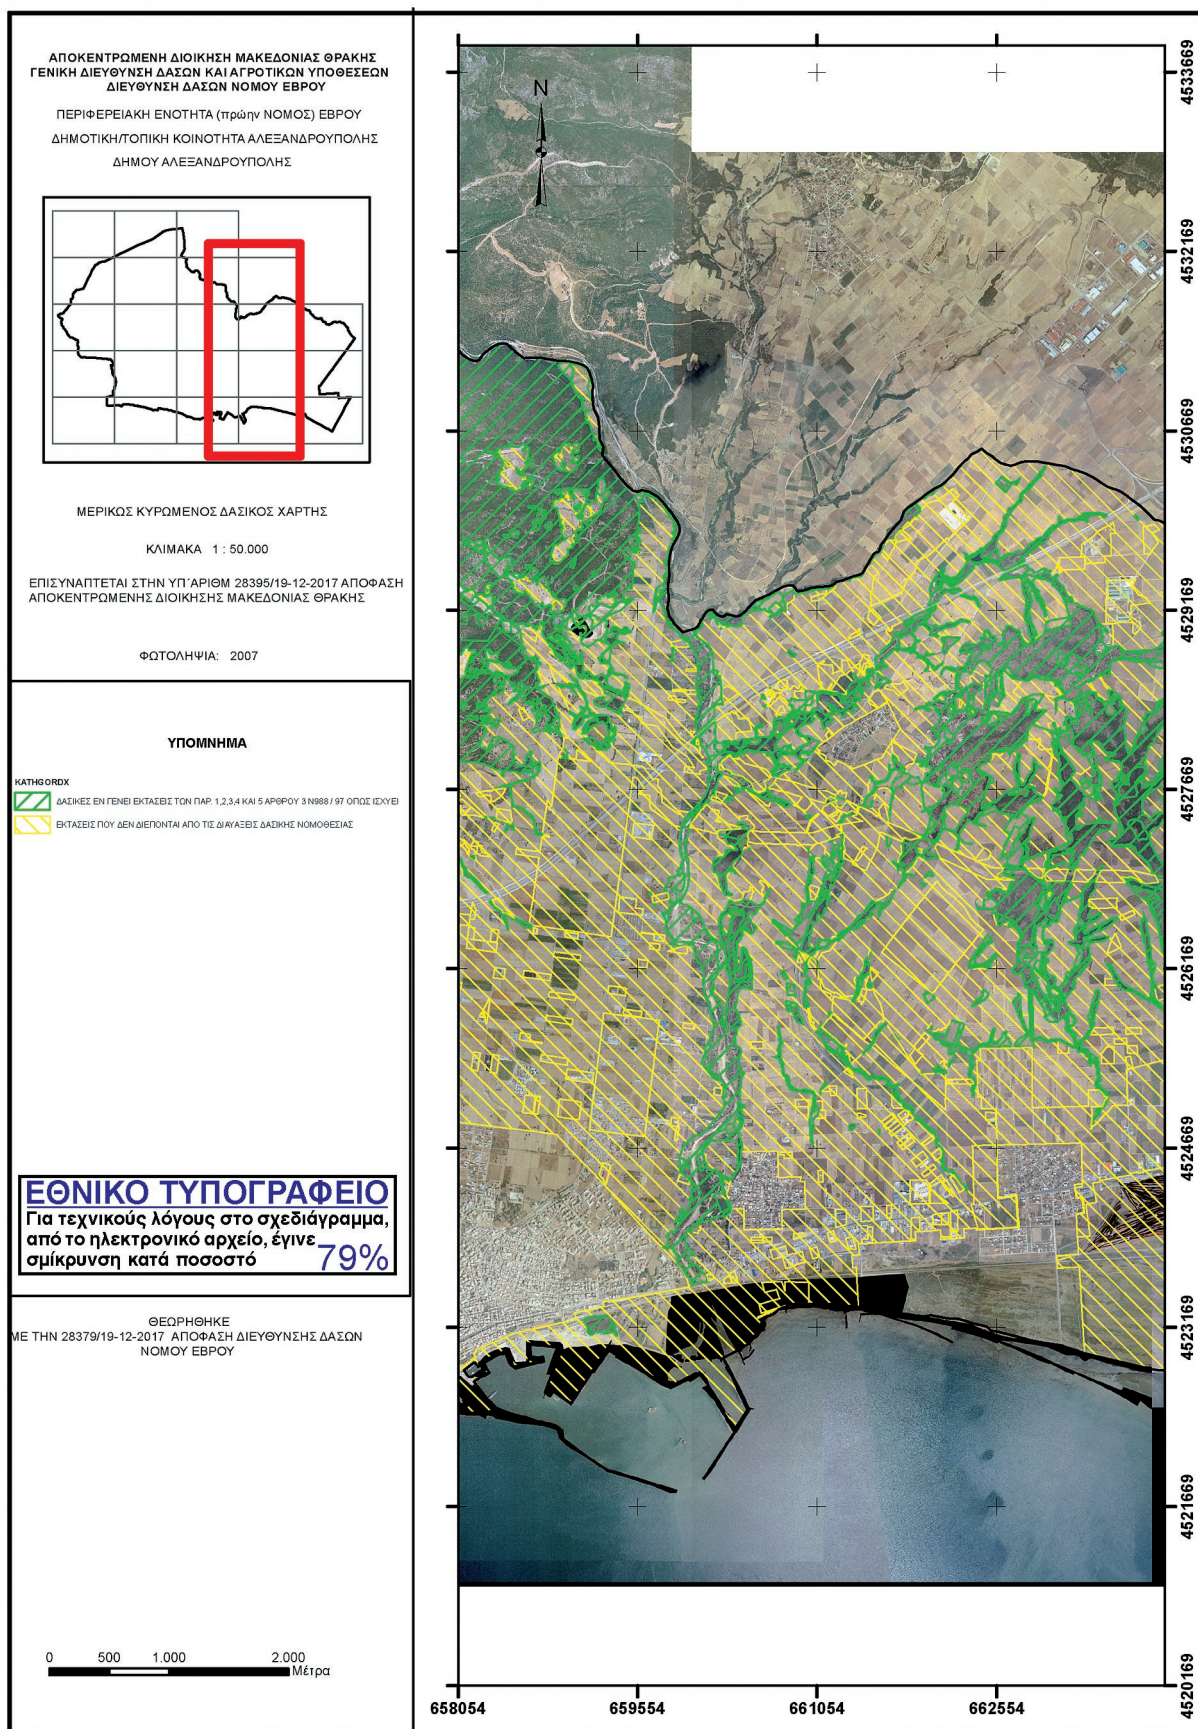 ΑΠΟΚΕΝΤΡΩΜΕΝΗ ΔΙΟΙΚΗΣΗ ΜΑΚΕΔΟΝΙΑΣ ΘΡΑΚΗΣ
ΓΕΝΙΚΗ ΔΙΕΥΘΥΝΣΗ ΔΑΣΩΝ ΚΑΙ ΑΓΡΟΤΙΚΩΝ ΥΠΟΘΕΣΕΩΝ
ΔΙΕΥΘΥΝΣΗ ΔΑΣΩΝ ΝΟΜΟΥ ΕΒΡΟΥ
ΠΕΡΙΦΕΡΕΙΑΚΗ ΕΝΟΤΗΤΑ (πρώην ΝΟΜΟΣ) ΕΒΡΟΥ
ΔΗΜΟΤΙΚΗ/ΤΟΠΙΚΗ ΚΟΙΝΟΤΗΤΑ ΑΛΕΞΑΝΔΡΟΥΠΟΛΗΣ
ΔΗΜΟΥ ΑΛΕΞΑΝΔΡΟΥΠΟΛΗΣ
ΜΕΡΙΚΩΣ ΚΥΡΩΜΕΝΟΣ ΔΑΣΙΚΟΣ ΧΑΡΤΗΣ
ΚΛΙΜΑΚΑ 1 : 50.000
ΕΠΙΣΥΝΑΠΤΕΤΑΙ ΣΤΗΝ ΥΠ΄ΑΡΙΘΜ 28395/19-12-2017 ΑΠΟΦΑΣΗ
ΑΠΟΚΕΝΤΡΩΜΕΝΗΣ ΔΙΟΙΚΗΣΗΣ ΜΑΚΕΔΟΝΙΑΣ ΘΡΑΚΗΣ
ΦΩΤΟΛΗΨΙΑ: 2007
ΥΠΟΜΝΗΜΑ
KATHGORDX
ΔΑΣΙΚΕΣ ΕΝ ΓΕΝΕΙ ΕΚΤΑΣΕΙΣ ΤΩΝ ΠΑΡ. 1,2,3,4 ΚΑΙ 5 ΑΡΘΡΟΥ 3 Ν998 / 97 ΟΠΩΣ ΙΣΧΥΕΙ
ΕΚΤΑΣΕΙΣ ΠΟΥ ΔΕΝ ΔΙΕΠΟΝΤΑΙ ΑΠΟ ΤΙΣ ΔΙΑΥΑΞΕΙΣ ΔΑΣΙΚΗΣ ΝΟΜΟΘΕΣΙΑΣ
ΕΘΝΙΚΟ ΤΥΠΟΓΡΑΦΕΙΟ
Για τεχνικούς λόγους στο σχεδιάγραμμα,
από το ηλεκτρονικό αρχείο, έγινε
σμίκρυνση κατά ποσοστό 79%
ΘΕΩΡΗΘΗΚΕ
ΜΕ ΤΗΝ 28379/19-12-2017 ΑΠΟΦΑΣΗ ΔΙΕΥΘΥΝΣΗΣ ΔΑΣΩΝ
ΝΟΜΟΥ ΕΒΡΟΥ
0 500 1.000 2.000
Μέτρα
N
4533669
4532169
4530669
4529169
4527669
4526169
4524669
4523169
4521669
4520169
658054 659554 661054 662554